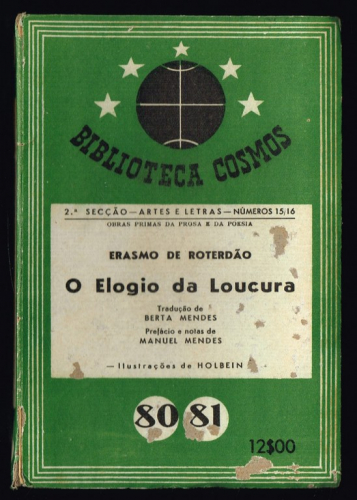 BIBLIOTECA COSMOS
2.ª SECÇÃO—ARTES E LETRAS—NÚMEROS 15/16
OBRAS PRIMAS DA PROSA E DA POESIA
ERASMO DE ROTERDÃO
O Elogio da Loucura
Tradução de
BERTA MENDES
Prefácio e notas de
MANUEL MENDES
—Ilustrações de HOLBEIN
80 81
12$00